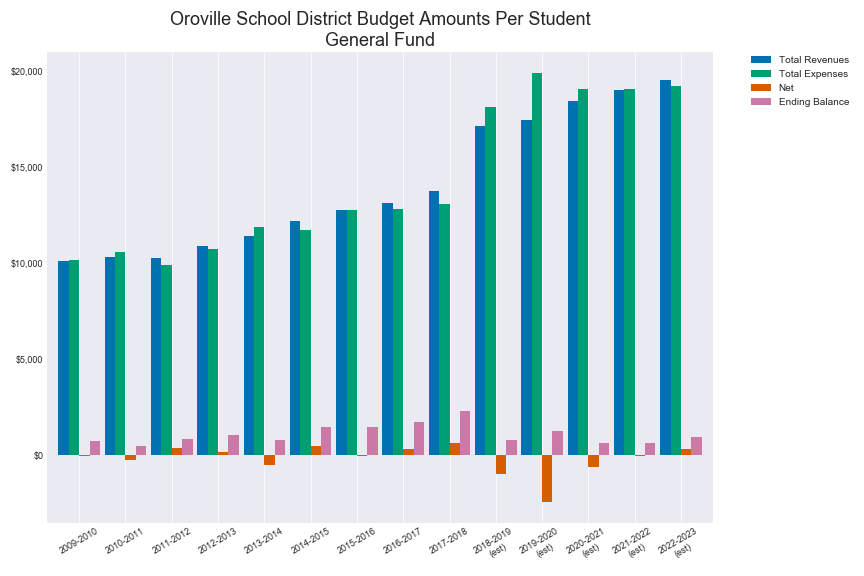 Oroville School District Budget Amounts Per Student
General Fund
Total Revenues
Total Expenses
Net
Ending Balance
$20,000
$15,000
$10,000
$5,000
$0
2009-2010
2010-2011
2011-2012
2012-2013
2013-2014
2014-2015
2015-2016
2016-2017
2017-2018
2018-2019
(est)
2019-2020
(est)
2020-2021
(est)
2021-2022
(est)
2022-2023
(est)